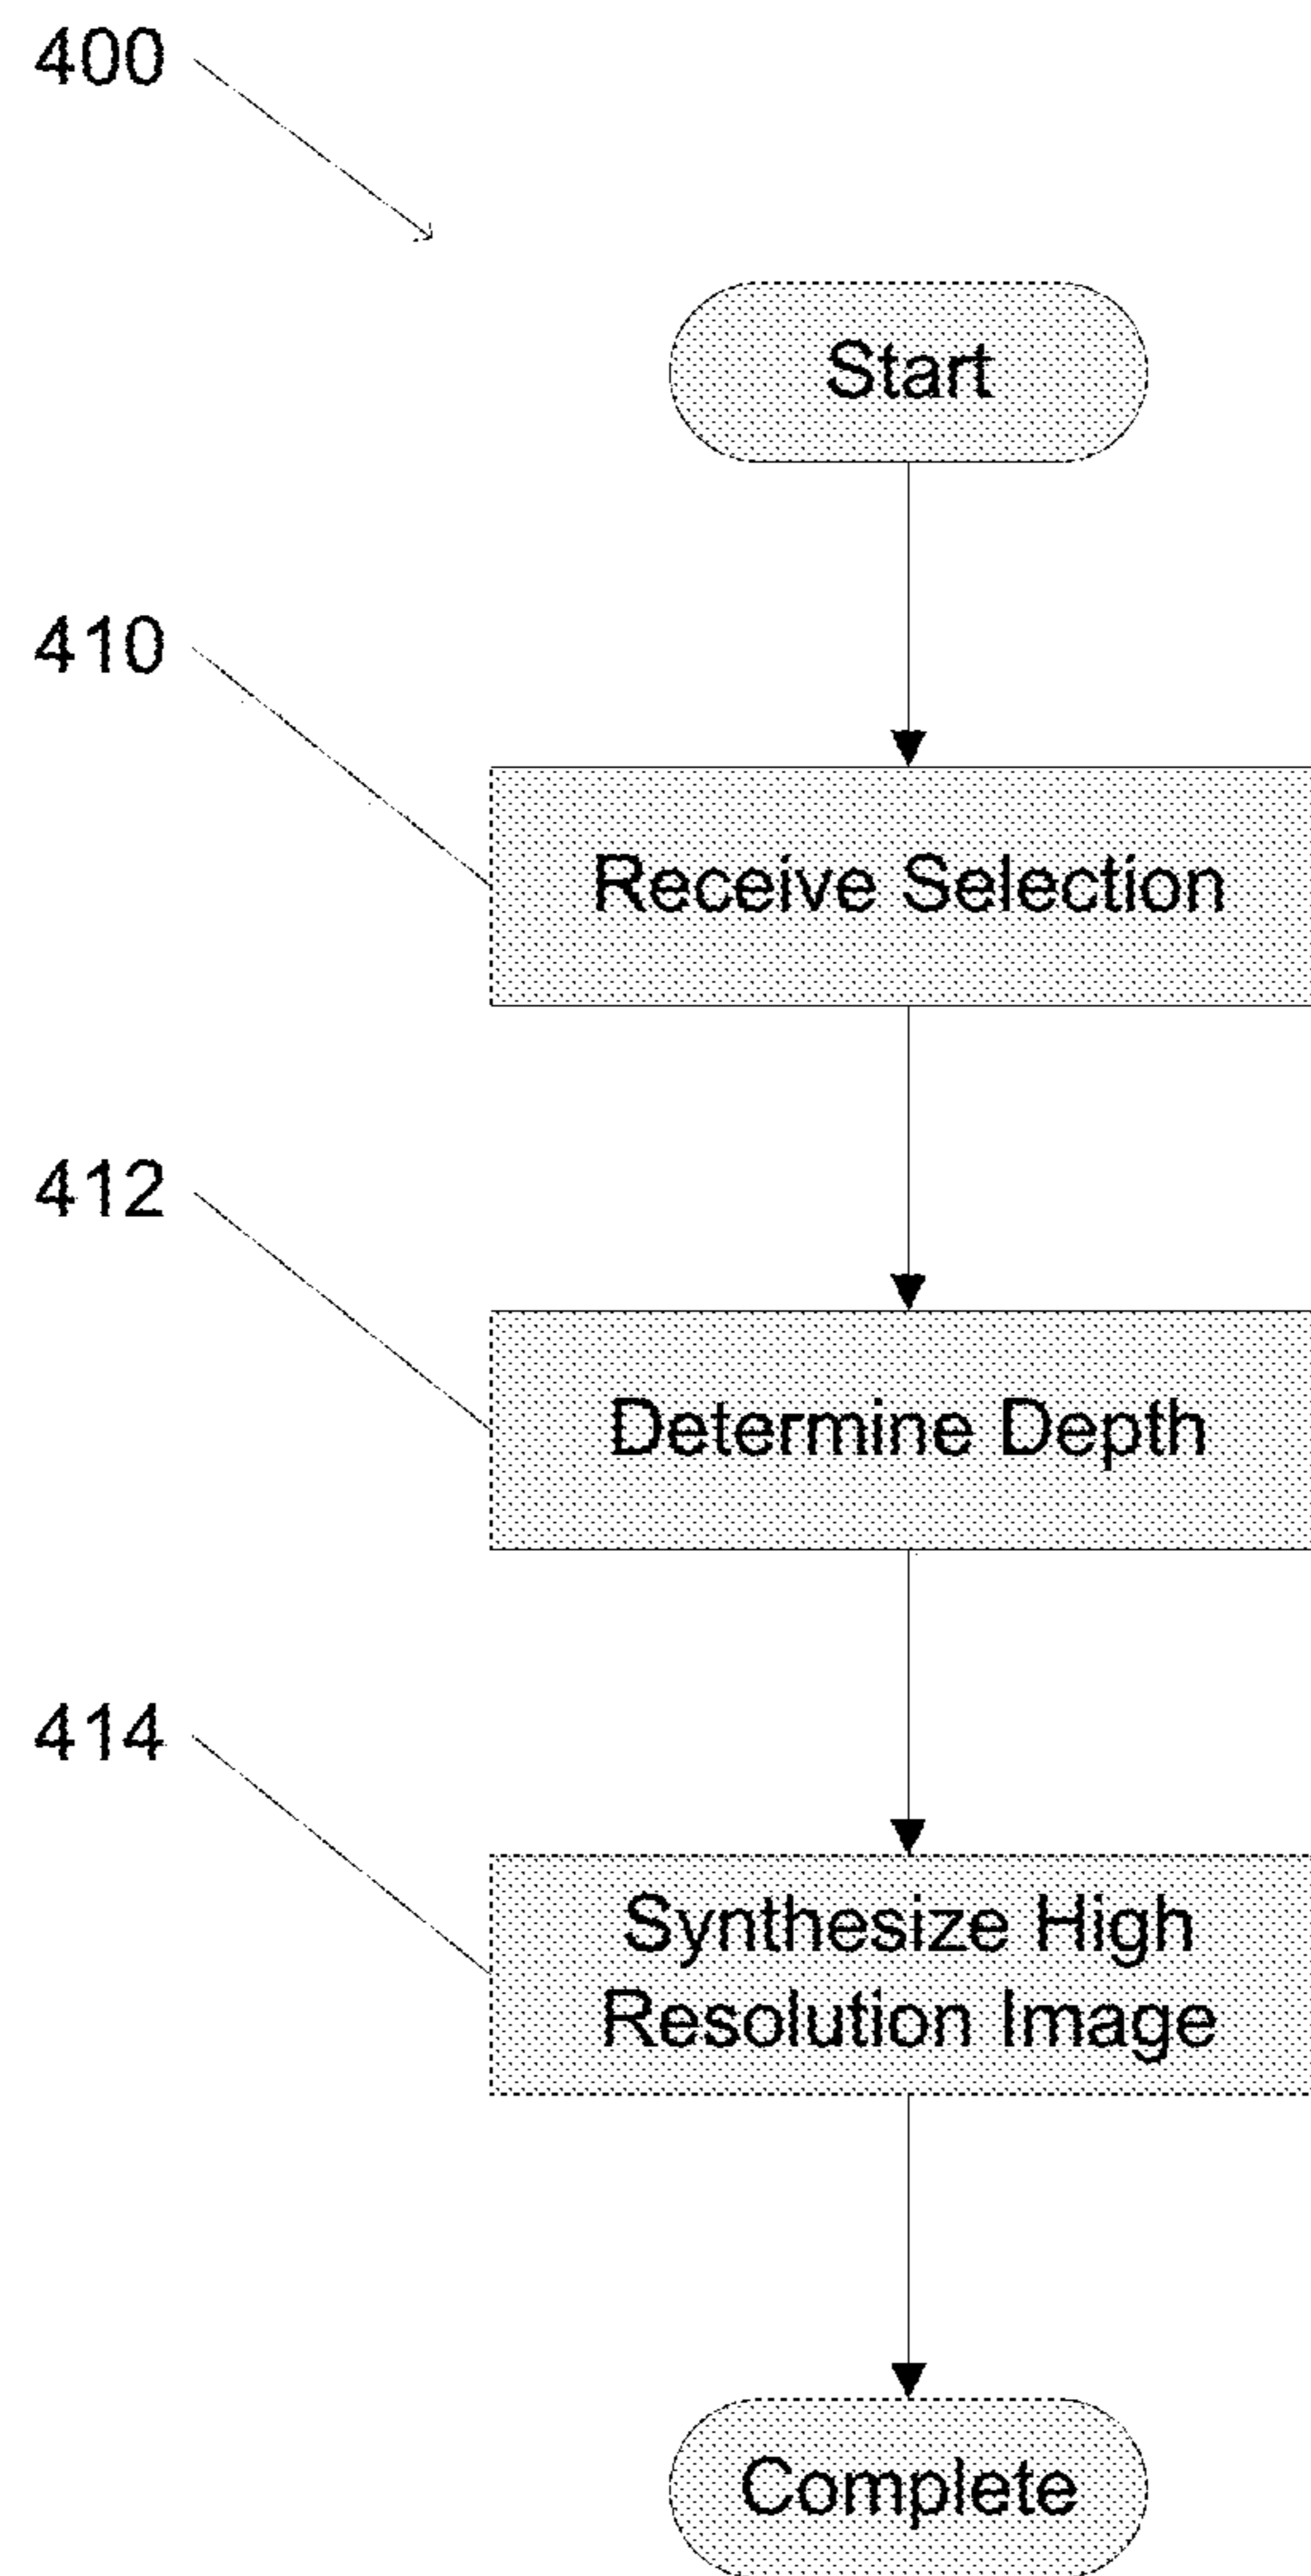 400
Start
410
Receive Selection
412
Determine Depth
414
Synthesize High
Resolution Image
Complete